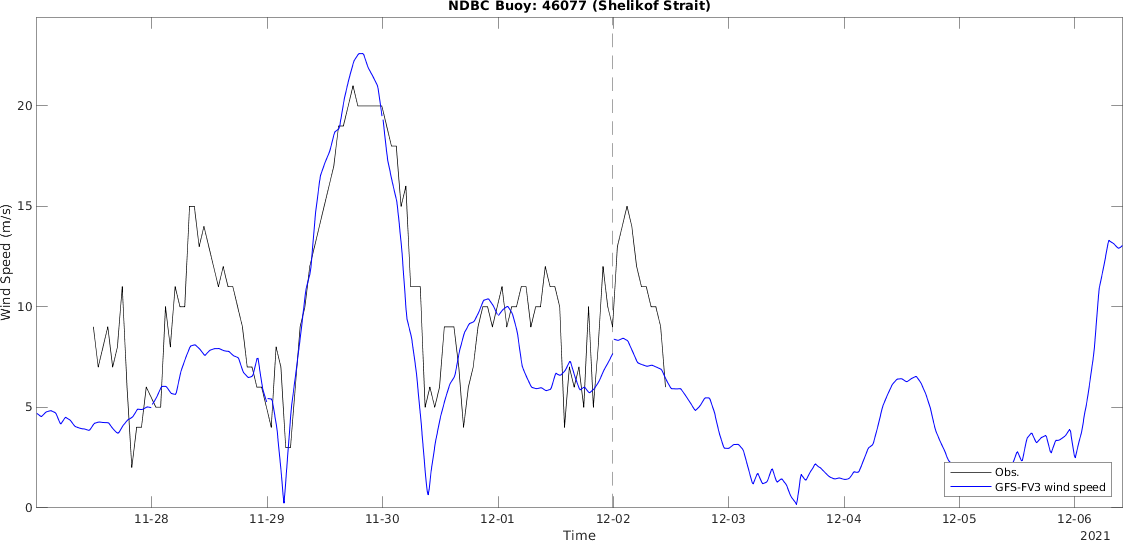 NDBC Buoy: 46077 (Shelikof Strait)
Wind Speed (m/s)
20
15
10
5
0
Obs.
GFS-FV3 wind speed
11-28 11-29 11-30 12-01 12-02 12-03 12-04 12-05 12-06
Time
2021